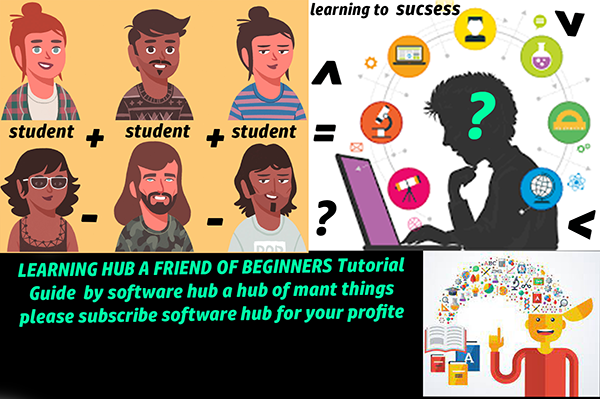 learning to sucsess
student + student + student = ?
- -
LEARNING HUB A FRIEND OF BEGINNERS Tutorial
Guide by software hub a hub of mant things
please subscribe software hub for your profite
?
A